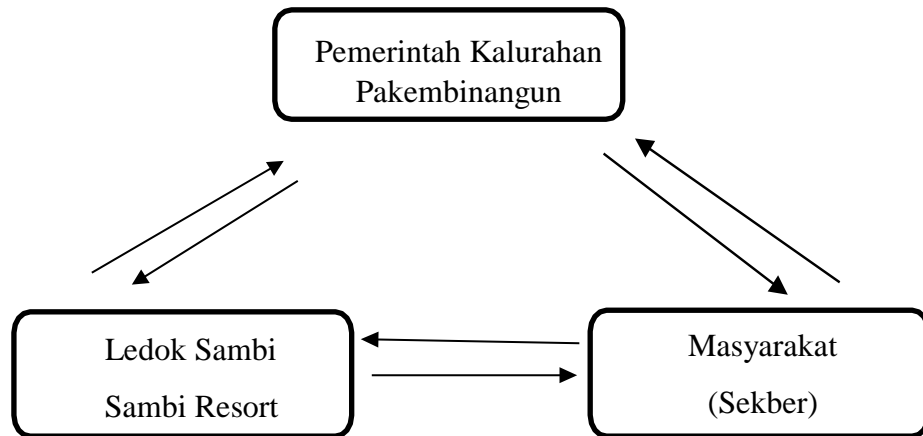 Pemerintah Kalurahan
Pakembinangun
Ledok Sambi
Sambi Resort
Masyarakat
(Sekber)